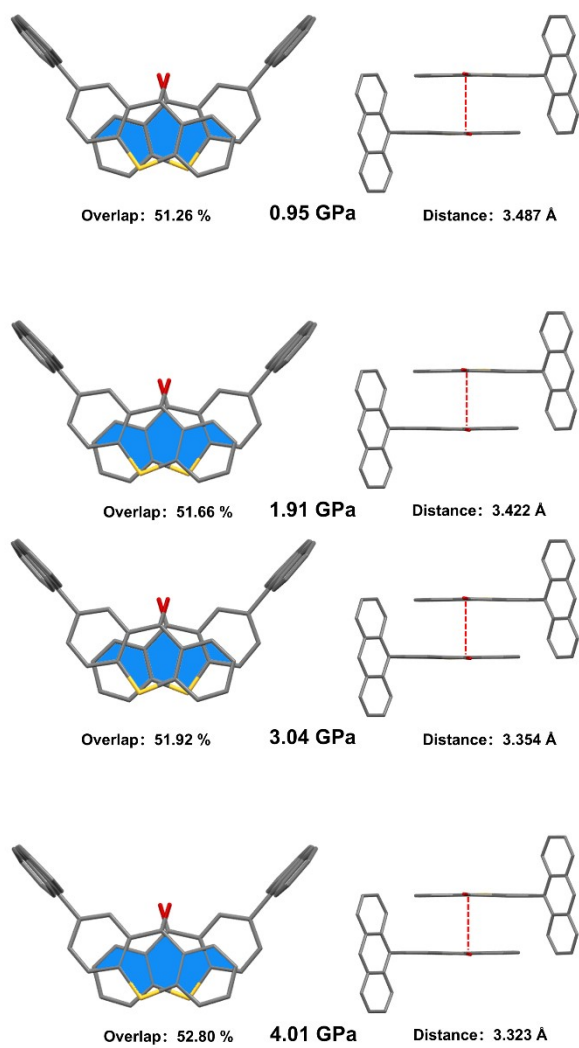 Overlap: 51.26 % 0.95 GPa Distance: 3.487 Å
Overlap: 51.66 % 1.91 GPa Distance: 3.422 Å
Overlap: 51.92 % 3.04 GPa Distance: 3.354 Å
Overlap: 52.80 % 4.01 GPa Distance: 3.323 Å